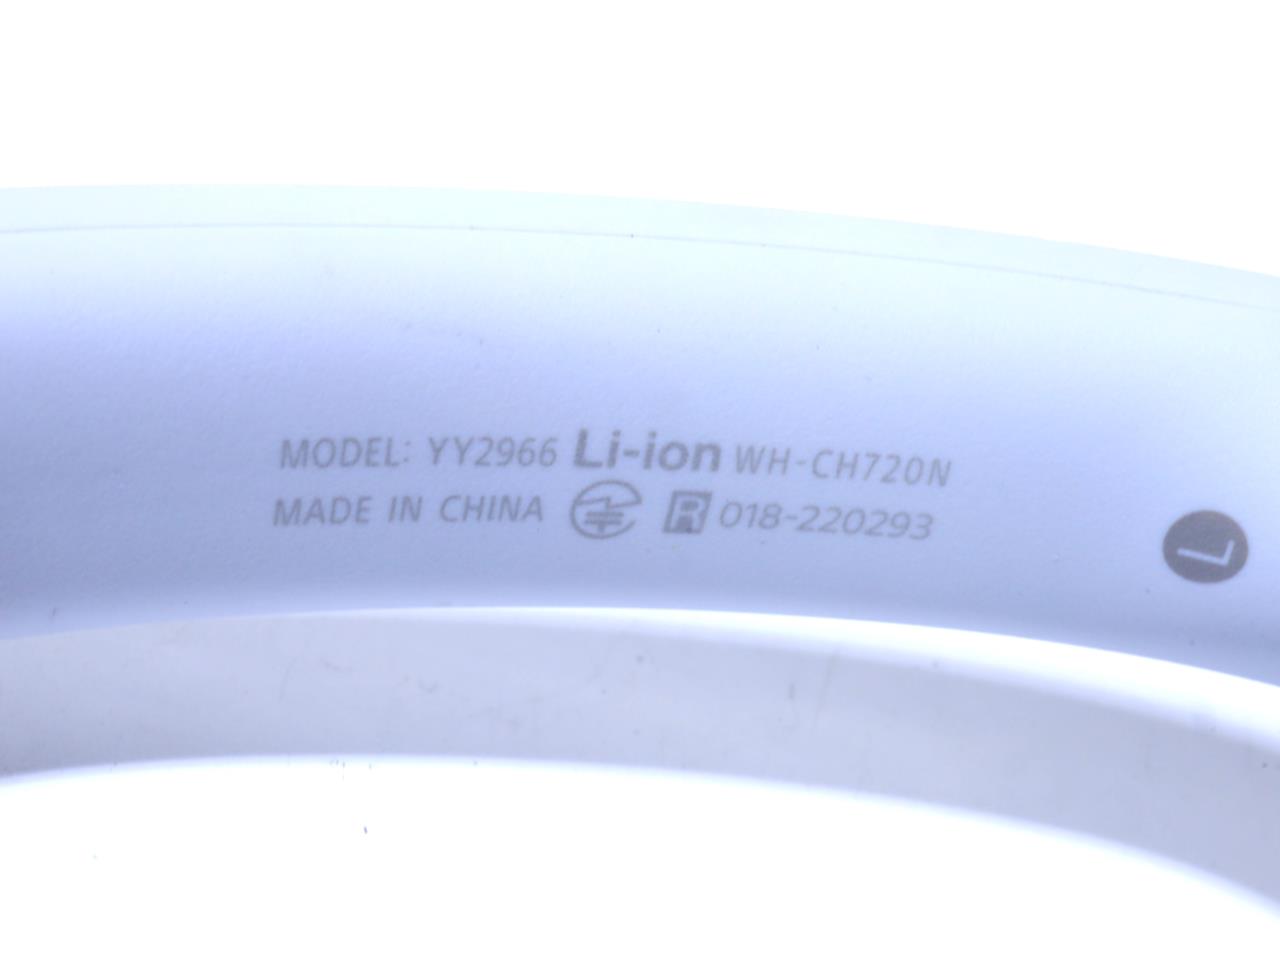 MODEL: YY2966 Li-ion WH-CH720N
MADE IN CHINA R 018-220293
L